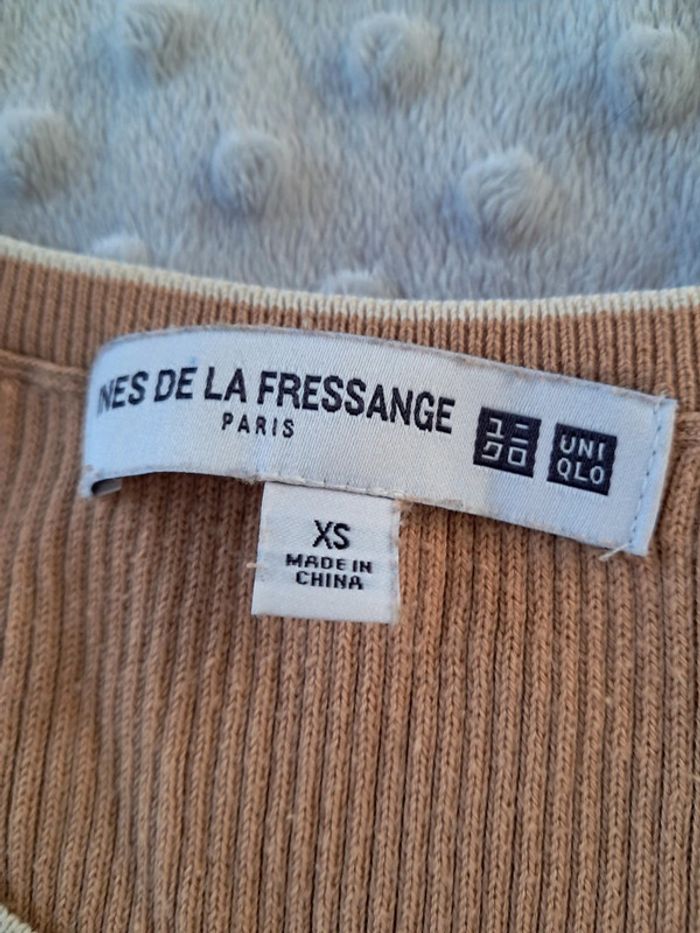 INES DE LA FRESSANGE
PARIS
ユニ
クロ
UNI
QLO
XS
MADE IN
CHINA